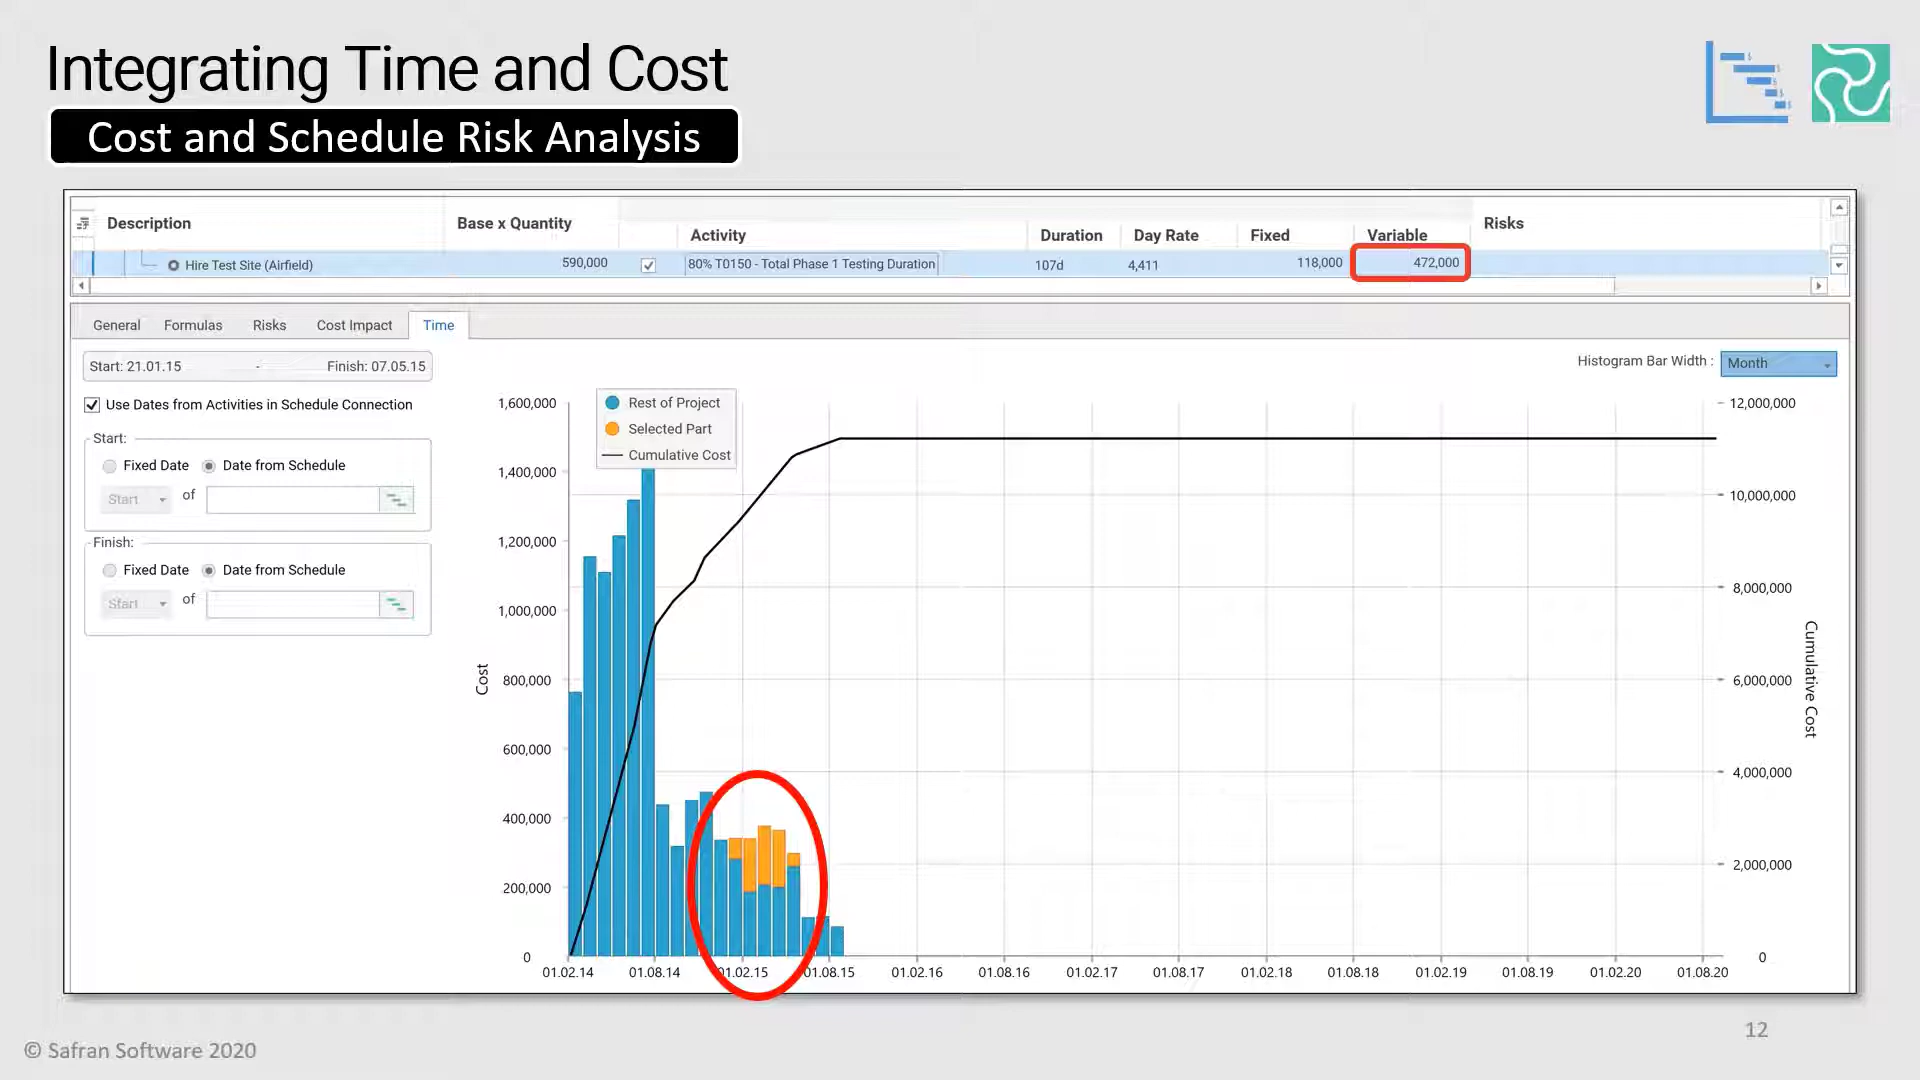 Integrating Time and Cost
Cost and Schedule Risk Analysis
Description Base x Quantity Risks
Activity Duration Day Rate Fixed Variable
Hire Test Site (Airfield) 590,000 80% T0150 - Total Phase 1 Testing Duration 107d 4,411 118,000 472,000
General Formulas Risks Cost Impact Time
Start: 21.01.15 - Finish: 07.05.15
Histogram Bar Width : Month
Use Dates from Activities in Schedule Connection
Start:
Fixed Date Date from Schedule
Start of
Finish:
Fixed Date Date from Schedule
Start of
Rest of Project
Selected Part
Cumulative Cost
Cost
1,600,000
1,400,000
1,200,000
1,000,000
800,000
600,000
400,000
200,000
0
12,000,000
10,000,000
8,000,000
6,000,000
4,000,000
2,000,000
0
Cumulative Cost
01.02.14 01.08.14 01.02.15 01.08.15 01.02.16 01.08.16 01.02.17 01.08.17 01.02.18 01.08.18 01.02.19 01.08.19 01.02.20 01.08.20
© Safran Software 2020
12